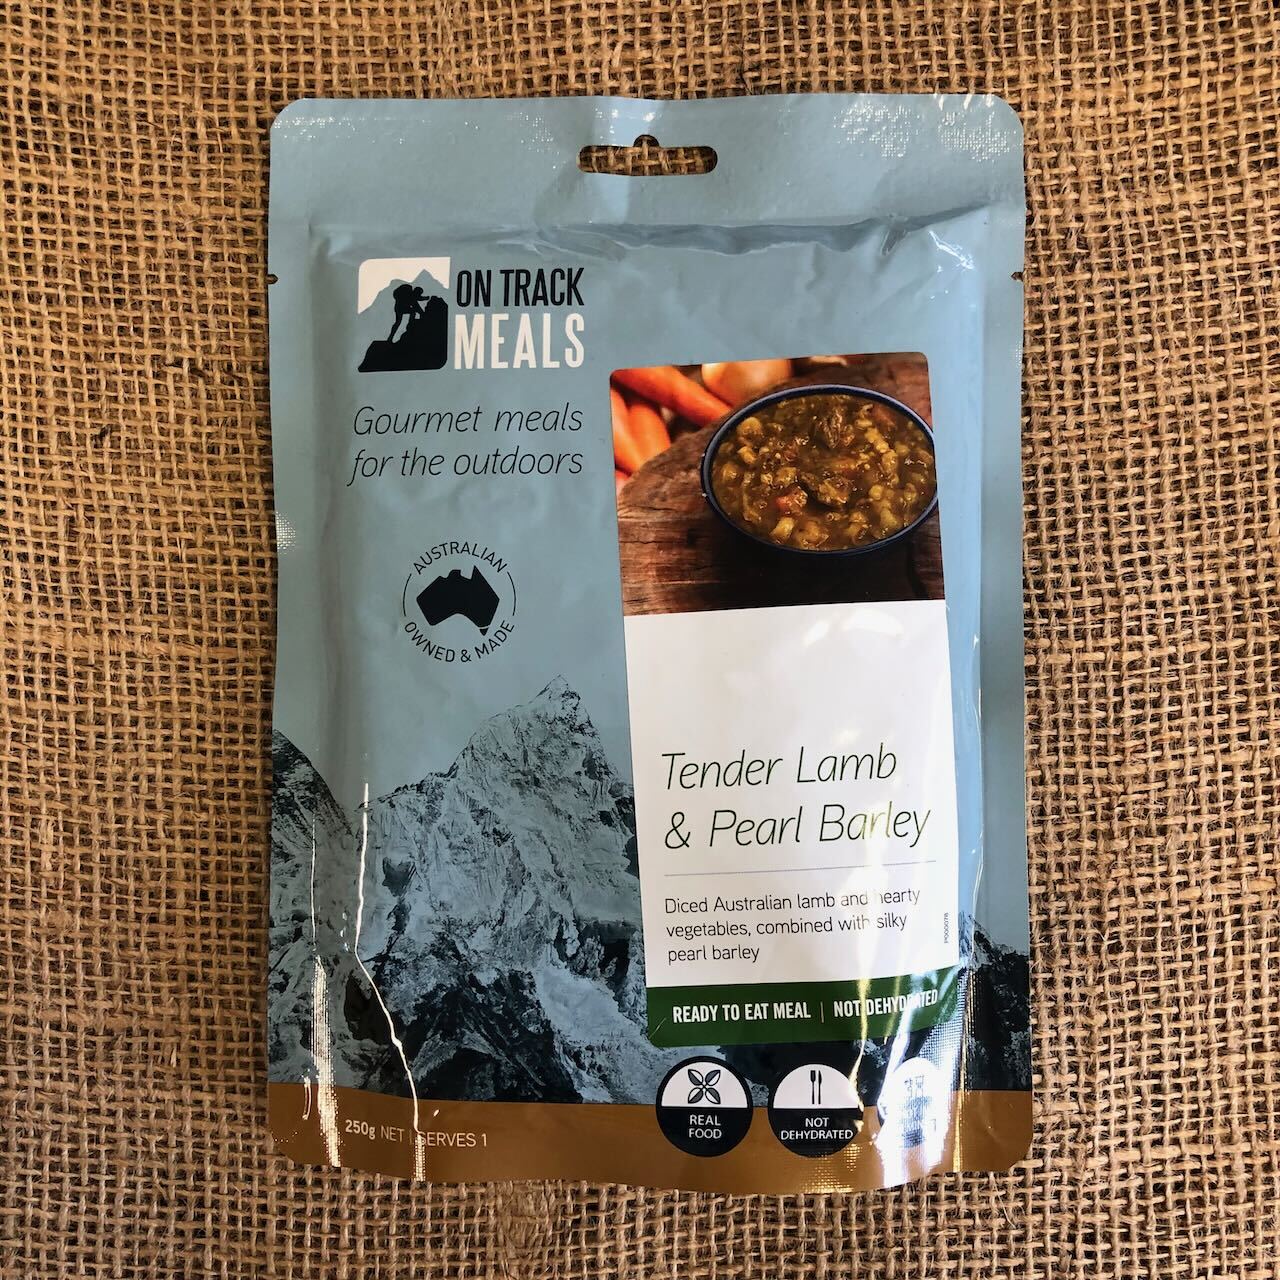 ON TRACK
MEALS
Gourmet meals
for the outdoors
AUSTRALIAN
OWNED & MADE
Tender Lamb
& Pearl Barley
Diced Australian lamb and hearty
vegetables, combined with silky
pearl barley
P000078
READY TO EAT MEAL | NOT DEHYDRATED
REAL
FOOD
NOT
DEHYDRATED
250g NET | SERVES 1